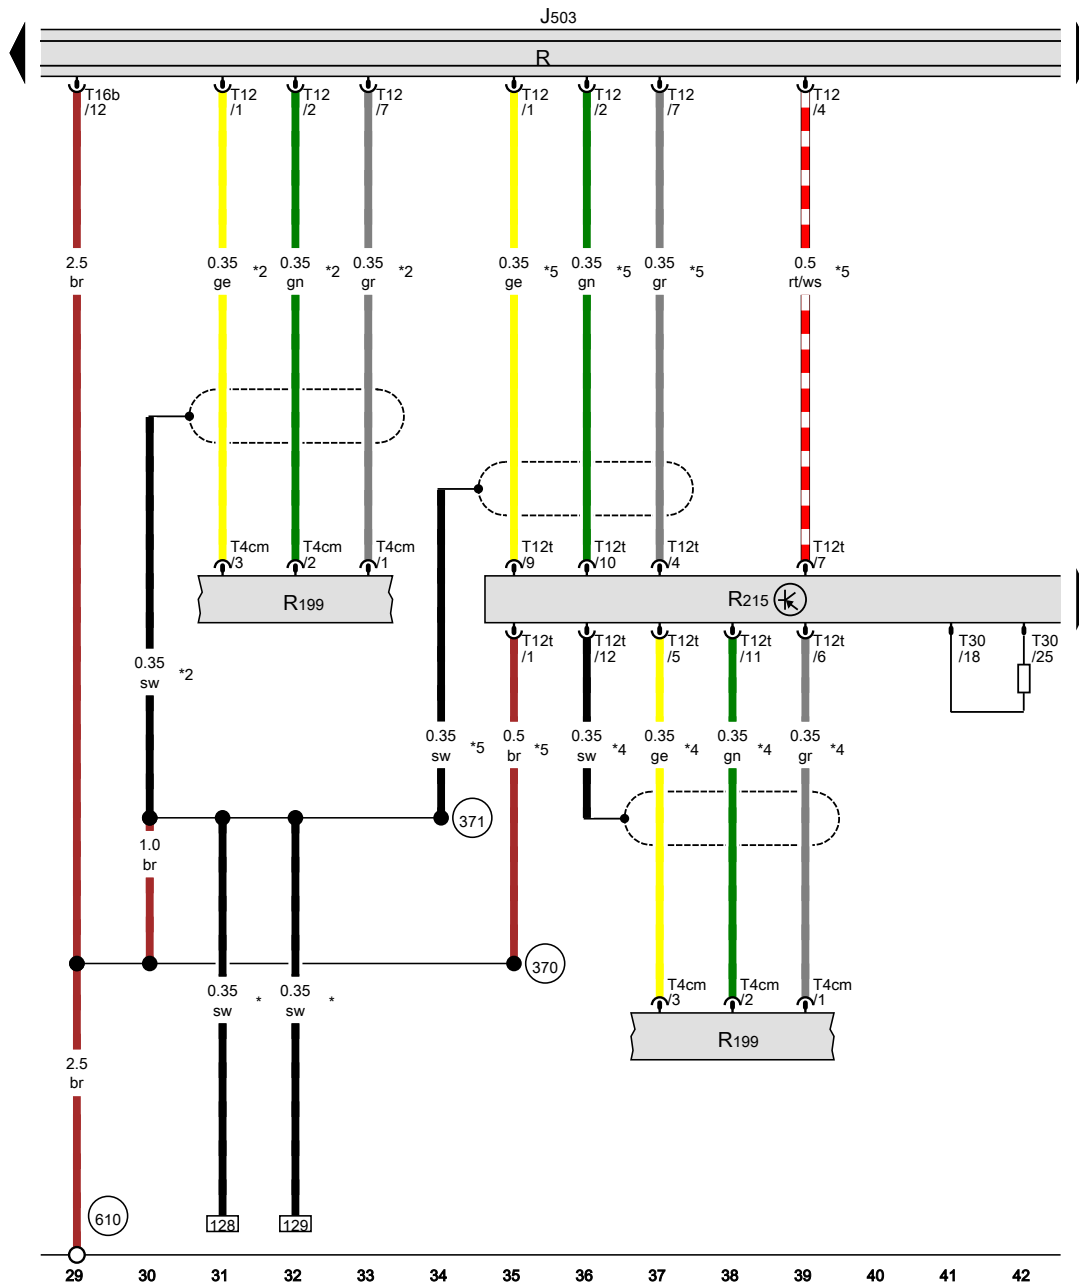 J503
R
T16b /12
T12 /1
T12 /2
T12 /7
T12 /1
T12 /2
T12 /7
T12 /4
2.5 br
0.35 ge *2
0.35 gn *2
0.35 gr *2
0.35 ge *5
0.35 gn *5
0.35 gr *5
0.5 rt/ws *5
T4cm /3
T4cm /2
T4cm /1
T12t /9
T12t /10
T12t /4
T12t /7
R199
R215
T12t /1
T12t /12
T12t /5
T12t /11
T12t /6
T30 /18
T30 /25
0.35 sw *2
0.35 sw *5
0.5 br *5
0.35 sw *4
0.35 ge *4
0.35 gn *4
0.35 gr *4
371
1.0 br
370
0.35 sw *
0.35 sw *
T4cm /3
T4cm /2
T4cm /1
R199
2.5 br
610
128
129
29 30 31 32 33 34 35 36 37 38 39 40 41 42